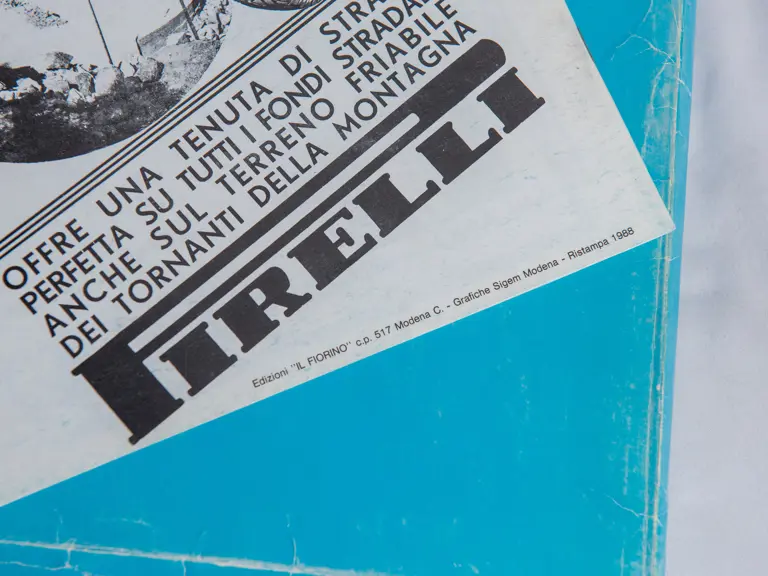 OFFRE UNA TENUTA DI STRA
PERFETTA SU TUTTI I FONDI STRADA
ANCHE SUL TERRENO FRIABILE
DEI TORNANTI DELLA MONTAGNA
PIRELLI
Edizioni "IL FIORINO" c.p. 517 Modena C. - Grafiche Sigem Modena - Ristampa 1988